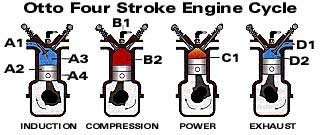 Otto Four Stroke Engine Cycle
B1
A1
D1
A3
B2
C1
D2
A2
A4
INDUCTION COMPRESSION POWER EXHAUST